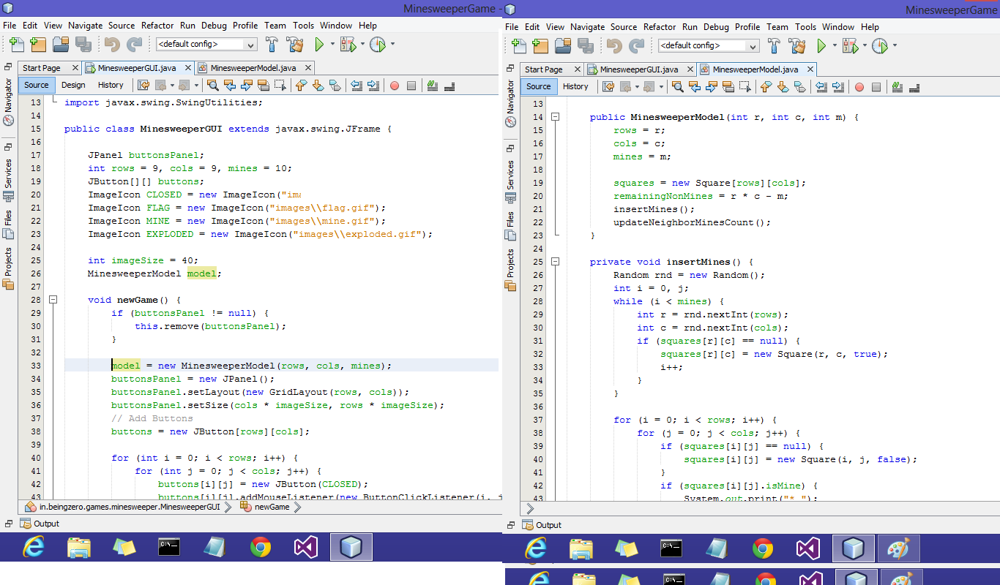 MinesweeperGame -
File Edit View Navigate Source Refactor Run Debug Profile Team Tools Window Help
<default config>
Start Page MinesweeperGUI.java MinesweeperModel.java
Source Design History
Navigator
Services
Files
Projects
13 import javax.swing.SwingUtilities;
14
15 public class MinesweeperGUI extends javax.swing.JFrame {
16
17 JPanel buttonsPanel;
18 int rows = 9, cols = 9, mines = 10;
19 JButton[][] buttons;
20 ImageIcon CLOSED = new ImageIcon("ima
21 ImageIcon FLAG = new ImageIcon("images\\flag.gif");
22 ImageIcon MINE = new ImageIcon("images\\mine.gif");
23 ImageIcon EXPLODED = new ImageIcon("images\\exploded.gif");
24
25 int imageSize = 40;
26 MinesweeperModel model;
27
28 void newGame() {
29 if (buttonsPanel != null) {
30 this.remove(buttonsPanel);
31 }
32
33 model = new MinesweeperModel(rows, cols, mines);
34 buttonsPanel = new JPanel();
35 buttonsPanel.setLayout(new GridLayout(rows, cols));
36 buttonsPanel.setSize(cols * imageSize, rows * imageSize);
37 // Add Buttons
38 buttons = new JButton[rows][cols];
39
40 for (int i = 0; i < rows; i++) {
41 for (int j = 0; j < cols; j++) {
42 buttons[i][j] = new JButton(CLOSED);
43 buttons[i][j].addMouseListener(new ButtonClickListener(i, j
in.beingzero.games.minesweeper.MinesweeperGUI newGame
Output
MinesweeperGame
File Edit View Navigate Source Refactor Run Debug Profile Team Tools Window Help
<default config>
Start Page MinesweeperGUI.java MinesweeperModel.java
Source History
Navigator
Services
Files
Projects
13
14 public MinesweeperModel(int r, int c, int m) {
15 rows = r;
16 cols = c;
17 mines = m;
18
19 squares = new Square[rows][cols];
20 remainingNonMines = r * c - m;
21 insertMines();
22 updateNeighborMinesCount();
23 }
24
25 private void insertMines() {
26 Random rnd = new Random();
27 int i = 0, j;
28 while (i < mines) {
29 int r = rnd.nextInt(rows);
30 int c = rnd.nextInt(cols);
31 if (squares[r][c] == null) {
32 squares[r][c] = new Square(r, c, true);
33 i++;
34 }
35 }
36
37 for (i = 0; i < rows; i++) {
38 for (j = 0; j < cols; j++) {
39 if (squares[i][j] == null) {
40 squares[i][j] = new Square(i, j, false);
41 }
42 if (squares[i][j].isMine) {
43 System.out.print("* ");
Output